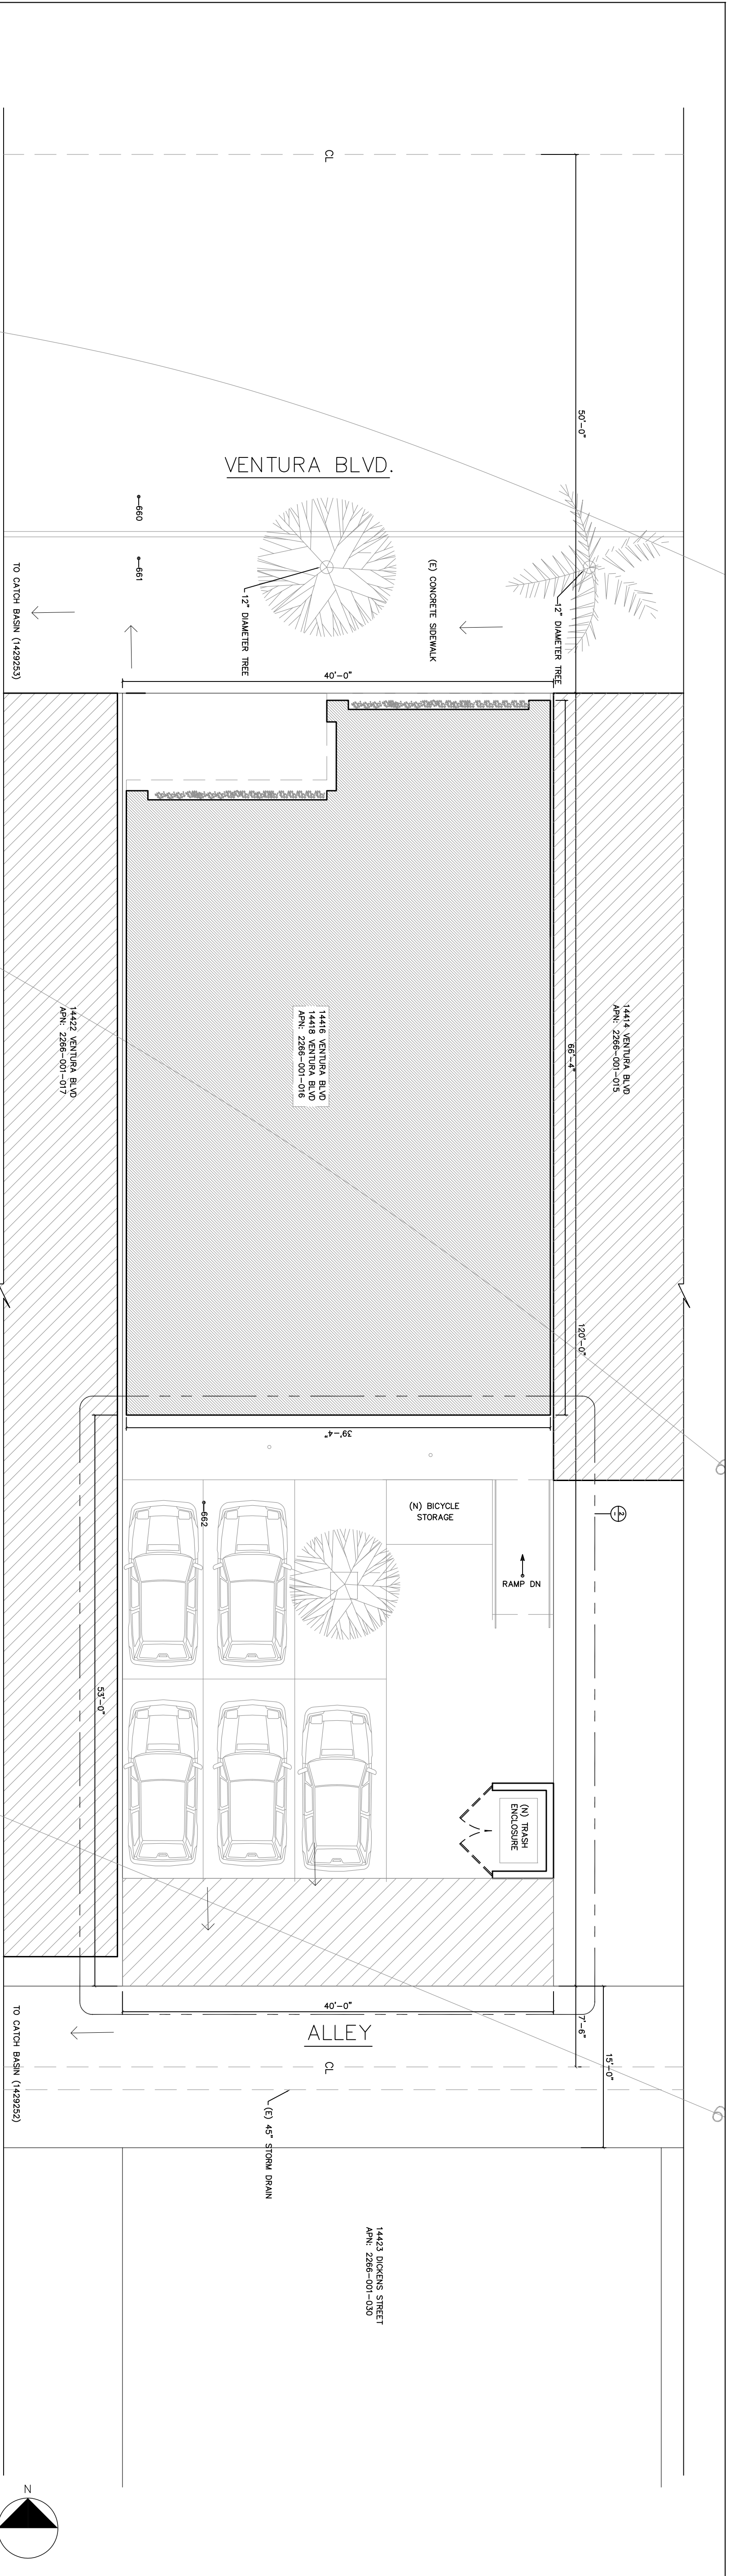 CL
50'-0"
VENTURA BLVD.
660
661
12" DIAMETER TREE
(E) CONCRETE SIDEWALK
12" DIAMETER TREE
TO CATCH BASIN (1429253)
40'-0"
14414 VENTURA BLVD
APN: 2266-001-015
66'-4"
14416 VENTURA BLVD
14418 VENTURA BLVD
APN: 2266-001-016
14422 VENTURA BLVD
APN: 2266-001-017
120'-0"
39'-4"
662
(N) BICYCLE
STORAGE
2
RAMP DN
53'-0"
(N) TRASH
ENCLOSURE
40'-0"
7'-6"
15'-0"
ALLEY
CL
TO CATCH BASIN (1429252)
(E) 45" STORM DRAIN
14423 DICKENS STREET
APN: 2266-001-030
N